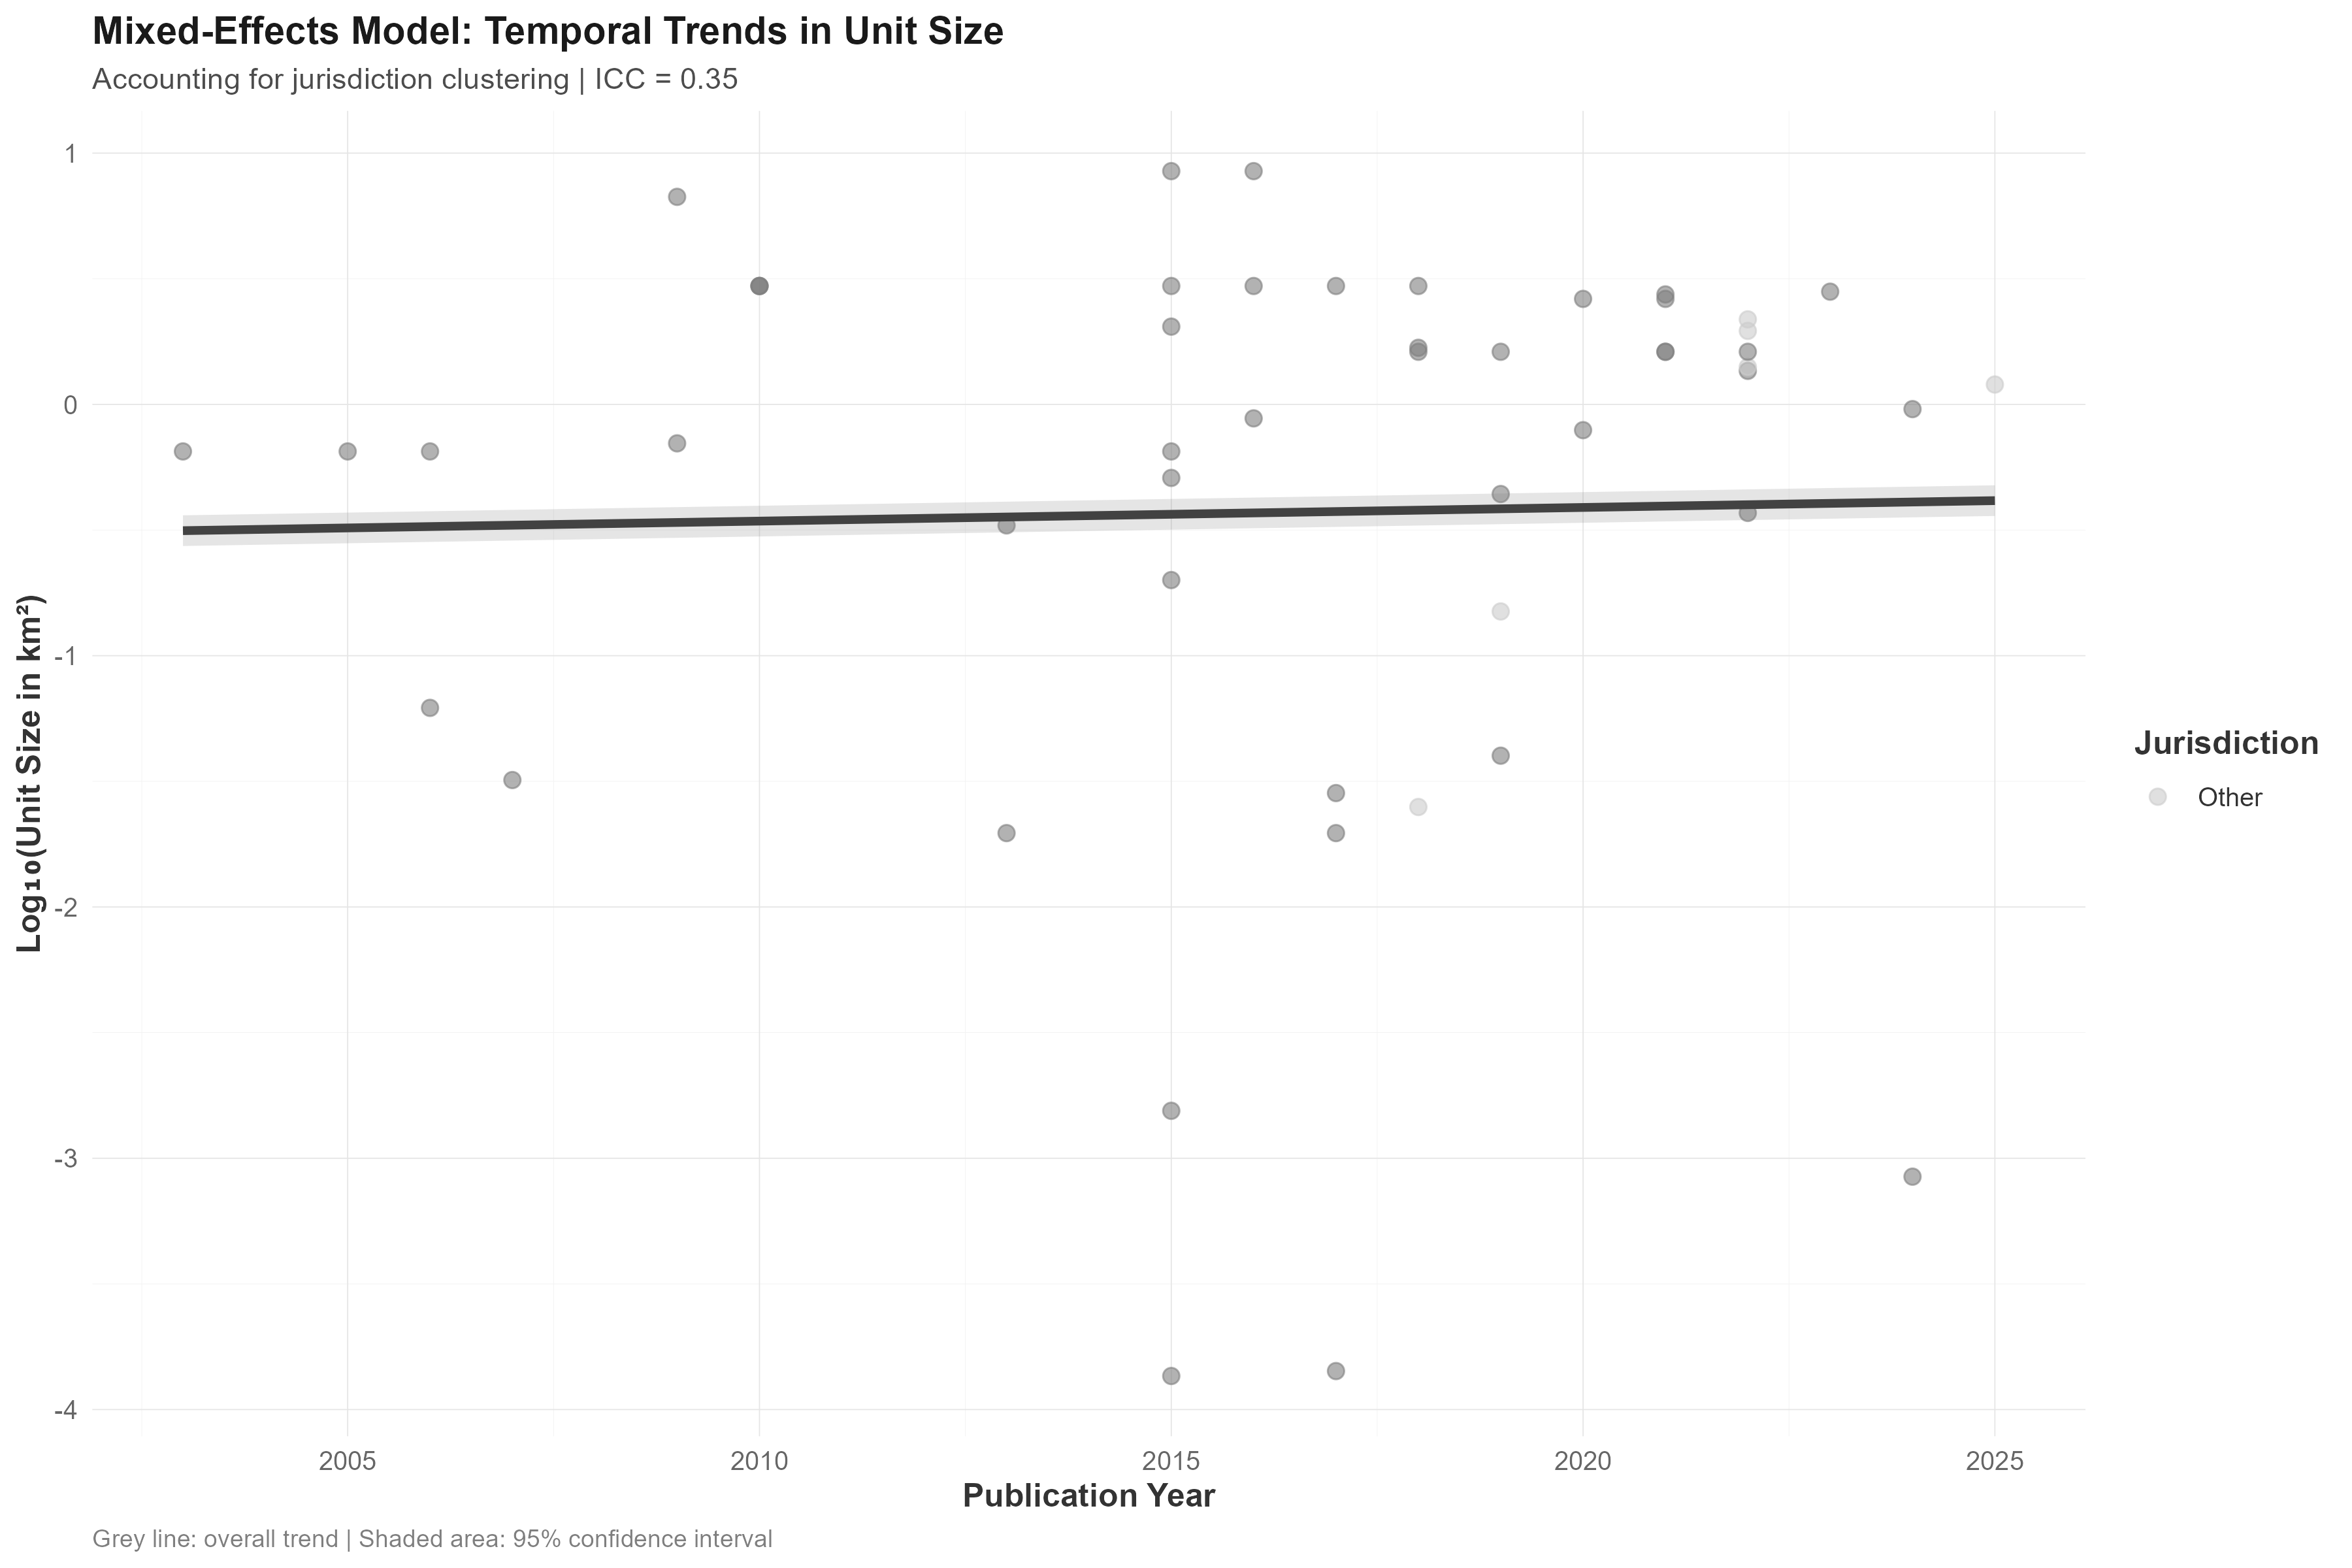 Mixed-Effects Model: Temporal Trends in Unit Size
Accounting for jurisdiction clustering | ICC = 0.35
Log₁₀(Unit Size in km²)
1
0
-1
-2
-3
-4
2005
2010
2015
2020
2025
Publication Year
Jurisdiction
Other
Grey line: overall trend | Shaded area: 95% confidence interval